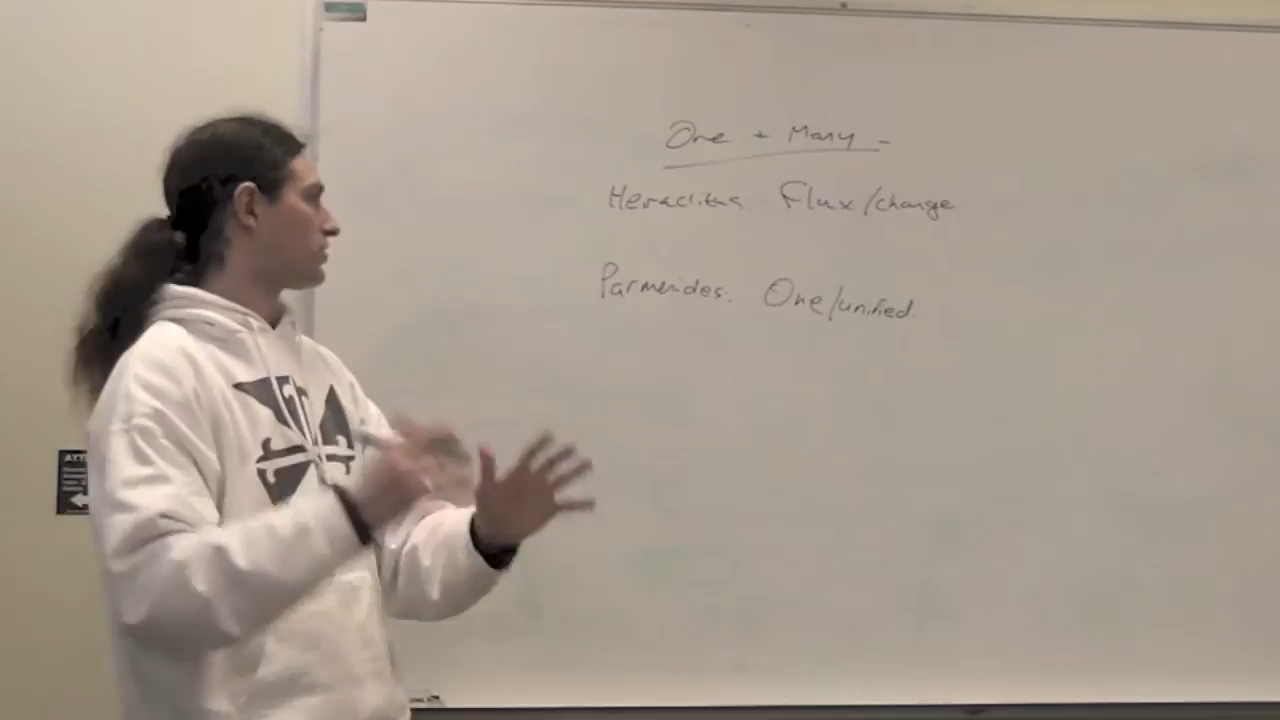 One + Many -
Heraclitus Flux/change
Parmenides. One/unified.